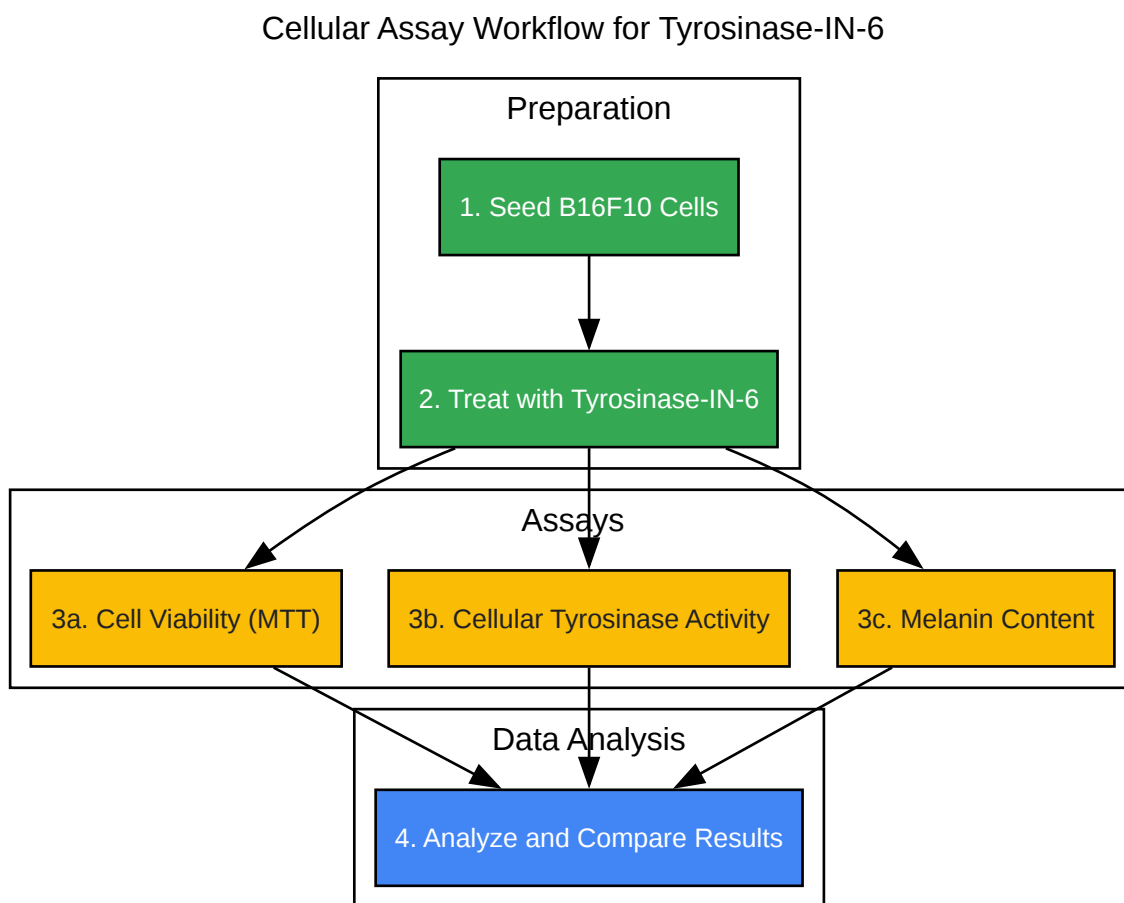 Cellular Assay Workflow for Tyrosinase-IN-6
Preparation
1. Seed B16F10 Cells
2. Treat with Tyrosinase-IN-6
Assays
3a. Cell Viability (MTT)
3b. Cellular Tyrosinase Activity
3c. Melanin Content
Data Analysis
4. Analyze and Compare Results